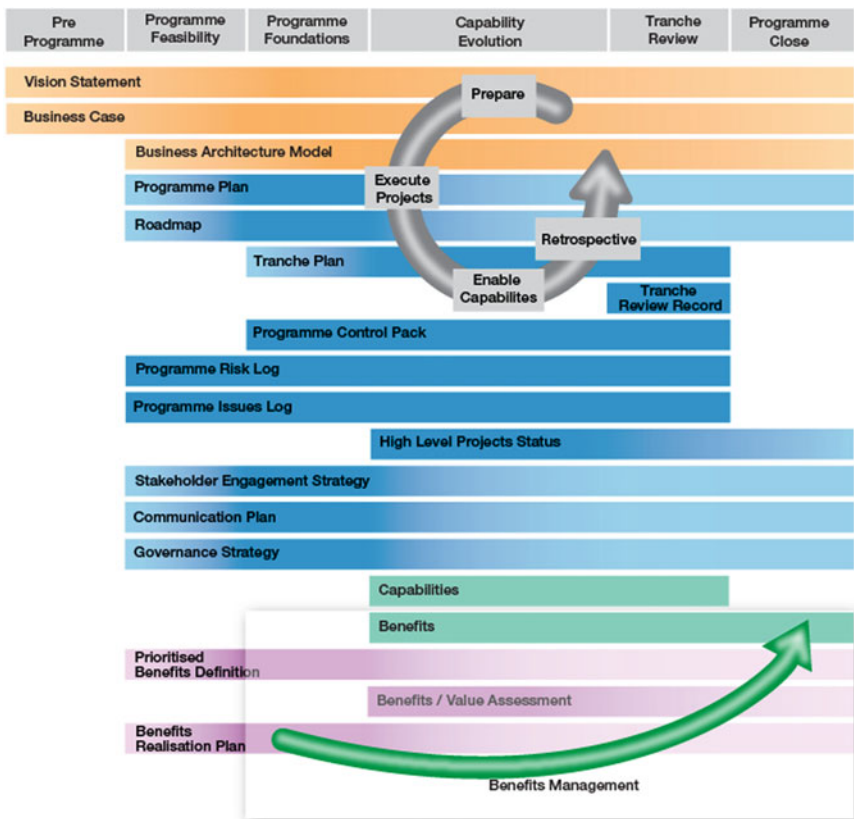 Pre
Programme
Programme
Feasibility
Programme
Foundations
Capability
Evolution
Tranche
Review
Programme
Close
Vision Statement
Prepare
Business Case
Business Architecture Model
Execute
Projects
Programme Plan
Roadmap
Retrospective
Tranche Plan
Enable
Capabilites
Tranche
Review Record
Programme Control Pack
Programme Risk Log
Programme Issues Log
High Level Projects Status
Stakeholder Engagement Strategy
Communication Plan
Governance Strategy
Capabilities
Benefits
Prioritised
Benefits Definition
Benefits / Value Assessment
Benefits
Realisation Plan
Benefits Management